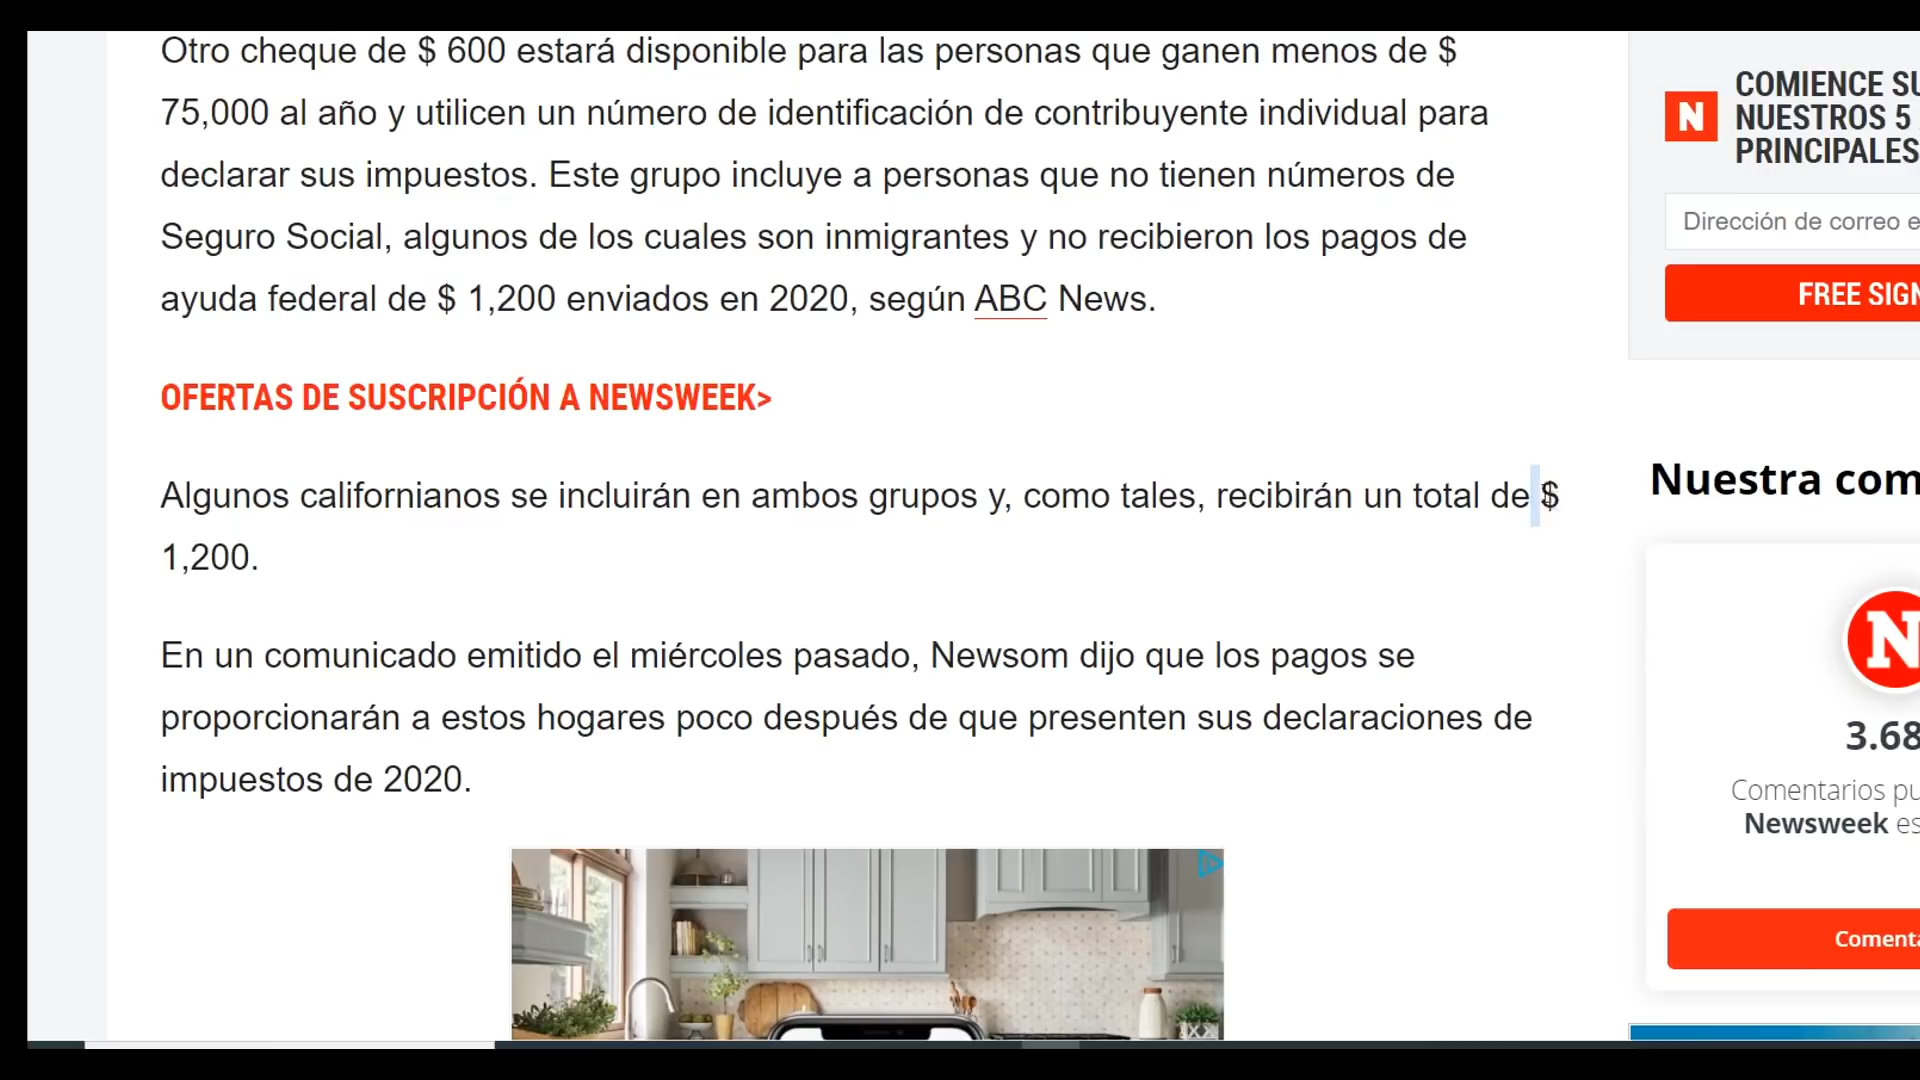 Otro cheque de $ 600 estará disponible para las personas que ganen menos de $
75,000 al año y utilicen un número de identificación de contribuyente individual para
declarar sus impuestos. Este grupo incluye a personas que no tienen números de
Seguro Social, algunos de los cuales son inmigrantes y no recibieron los pagos de
ayuda federal de $ 1,200 enviados en 2020, según ABC News.
OFERTAS DE SUSCRIPCIÓN A NEWSWEEK>
Algunos californianos se incluirán en ambos grupos y, como tales, recibirán un total de $
1,200.
En un comunicado emitido el miércoles pasado, Newsom dijo que los pagos se
proporcionarán a estos hogares poco después de que presenten sus declaraciones de
impuestos de 2020.
N
COMIENCE
NUESTROS 5
PRINCIPALES
Dirección de correo
FREE
Nuestra
N
3.68
Comentarios
Newsweek